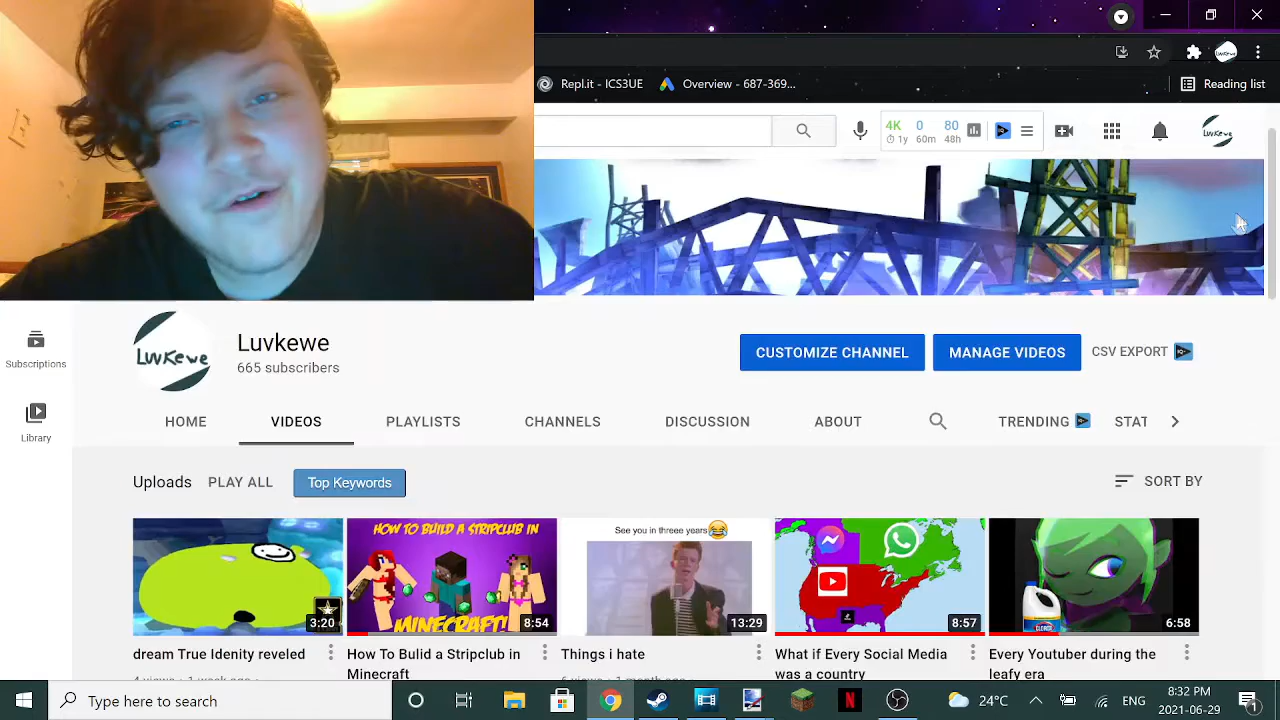 Repl.it - ICS3UE
Overview - 687-369...
Reading list
4K 0 80
1y 60m 48h
LuvKewe
Luvkewe
665 subscribers
CUSTOMIZE CHANNEL
MANAGE VIDEOS
CSV EXPORT
Subscriptions
Library
HOME
VIDEOS
PLAYLISTS
CHANNELS
DISCUSSION
ABOUT
TRENDING
STAT
Uploads
PLAY ALL
Top Keywords
SORT BY
HOW TO BUILD A STRIPCLUB IN
MINECRAFT!
See you in threee years
CLOROX
3:20
8:54
13:29
8:57
6:58
dream True Idenity reveled
How To Bulid a Stripclub in
Minecraft
Things i hate
What if Every Social Media
was a country
Every Youtuber during the
leafy era
Type here to search
24°C
ENG
8:32 PM
2021-06-29
1